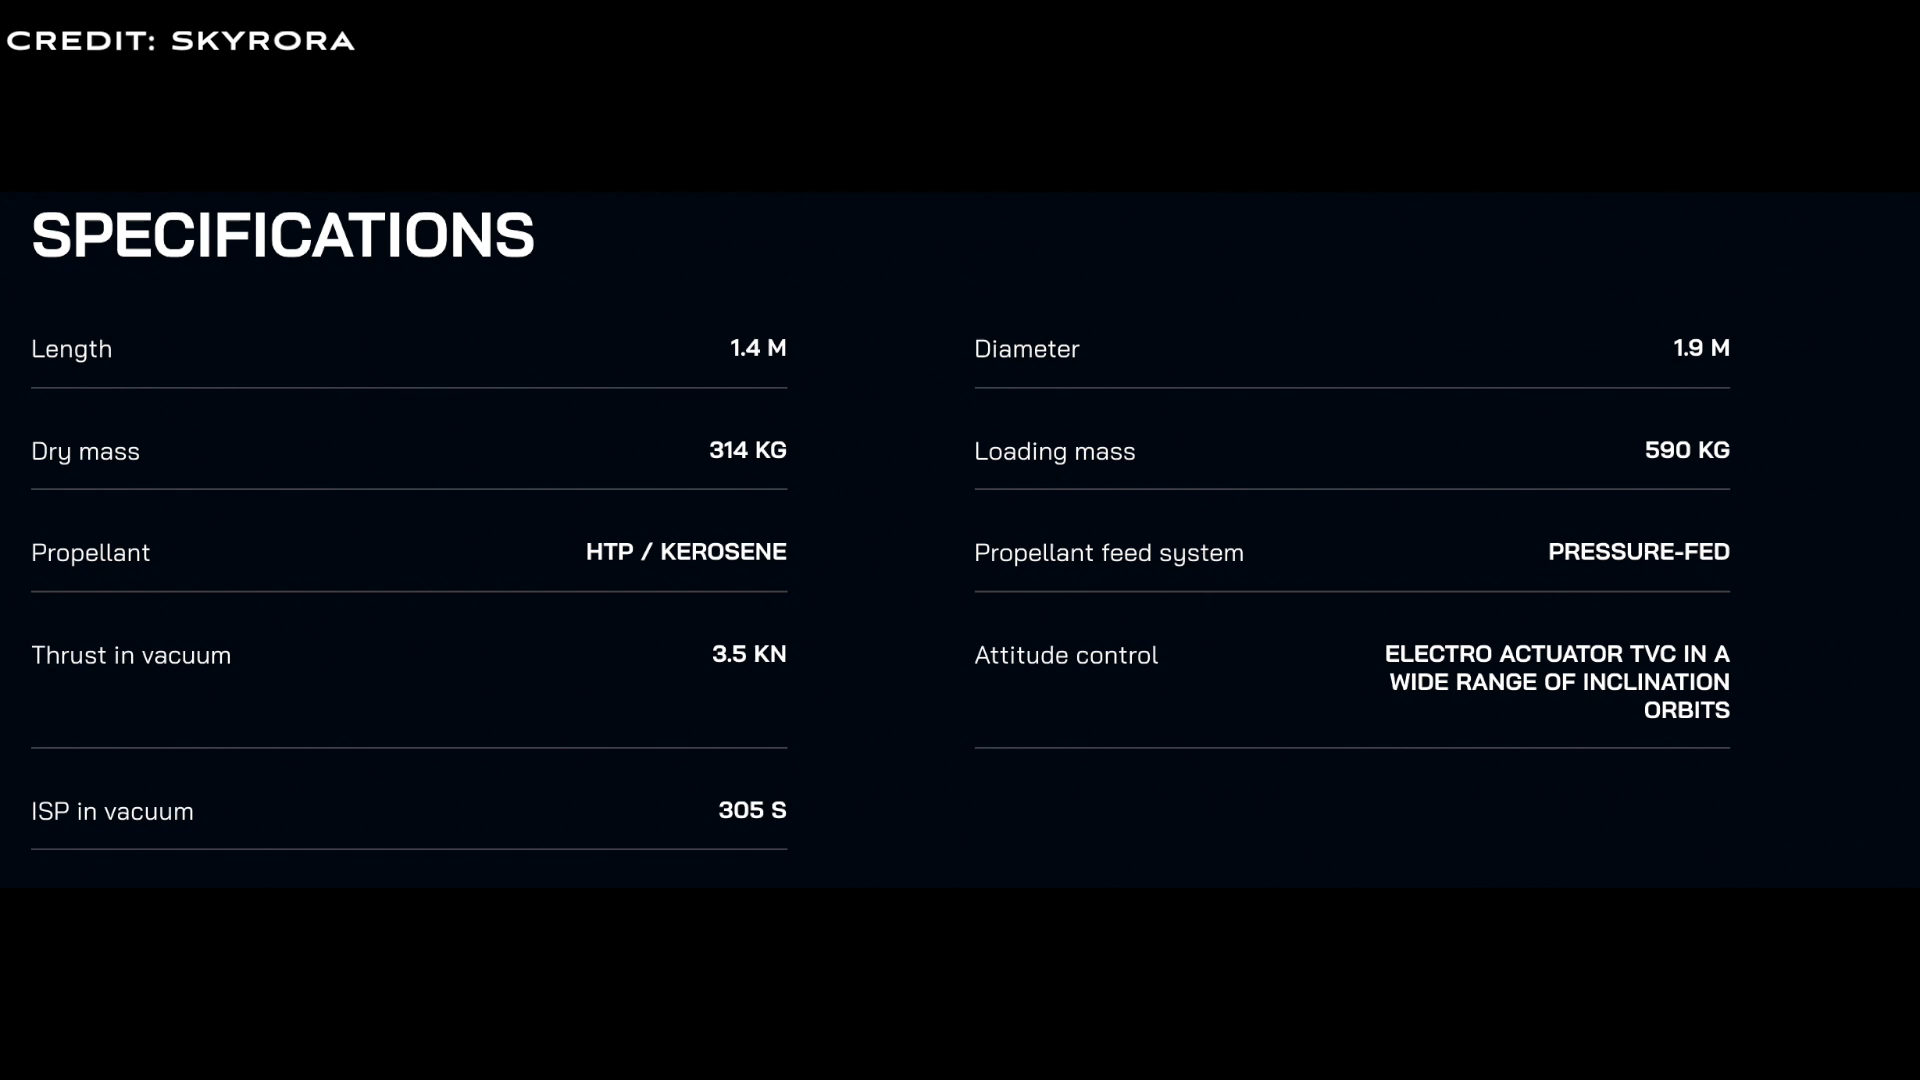 CREDIT: SKYRORA
SPECIFICATIONS
Length 1.4 M
Diameter 1.9 M
Dry mass 314 KG
Loading mass 590 KG
Propellant HTP / KEROSENE
Propellant feed system PRESSURE-FED
Thrust in vacuum 3.5 KN
Attitude control ELECTRO ACTUATOR TVC IN A
WIDE RANGE OF INCLINATION
ORBITS
ISP in vacuum 305 S